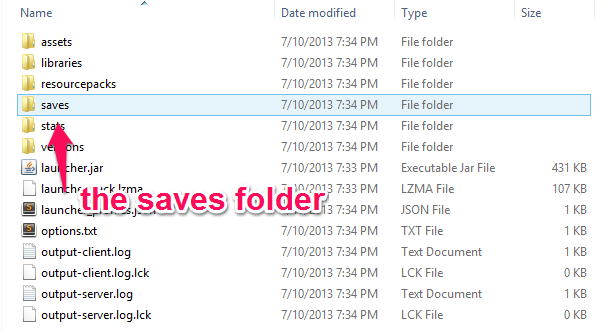 Name Date modified Type Size
assets 7/10/2013 7:34 PM File folder
libraries 7/10/2013 7:34 PM File folder
resourcepacks 7/10/2013 7:34 PM File folder
saves 7/10/2013 7:34 PM File folder
stats 7/10/2013 7:34 PM File folder
versions 7/10/2013 7:34 PM File folder
launcher.jar 7/10/2013 7:33 PM Executable Jar File 431 KB
7/10/2013 7:33 PM LZMA File 107 KB
the saves folder
7/10/2013 7:34 PM JSON File 1 KB
options.txt 7/10/2013 7:34 PM TXT File 1 KB
output-client.log 7/10/2013 7:34 PM Text Document 1 KB
output-client.log.lck 7/10/2013 7:34 PM LCK File 0 KB
output-server.log 7/10/2013 7:34 PM Text Document 1 KB
output-server.log.lck 7/10/2013 7:34 PM LCK File 0 KB